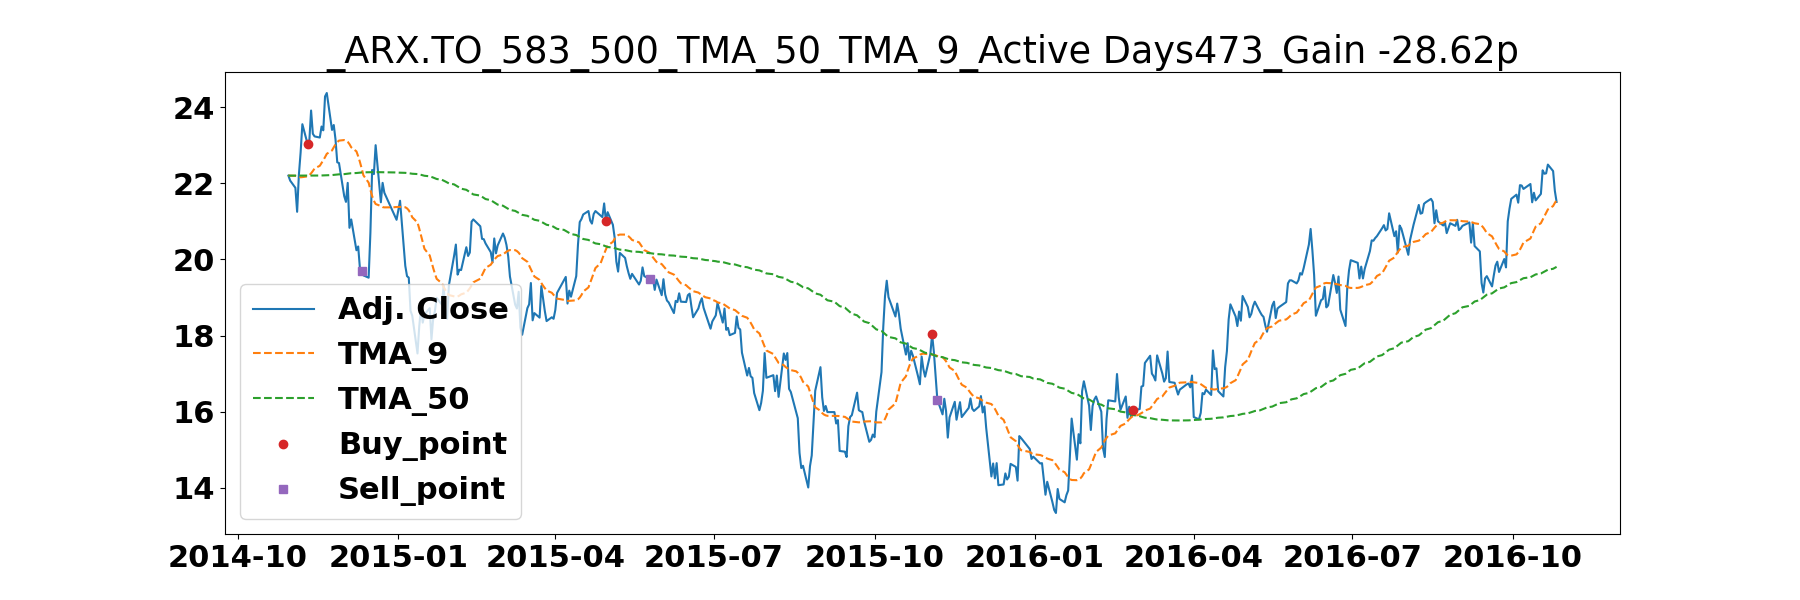 _ARX.TO_583_500_TMA_50_TMA_9_Active Days473_Gain -28.62p
24
22
20
18
16
14
Adj. Close
TMA_9
TMA_50
Buy_point
Sell_point
2014-10 2015-01 2015-04 2015-07 2015-10 2016-01 2016-04 2016-07 2016-10